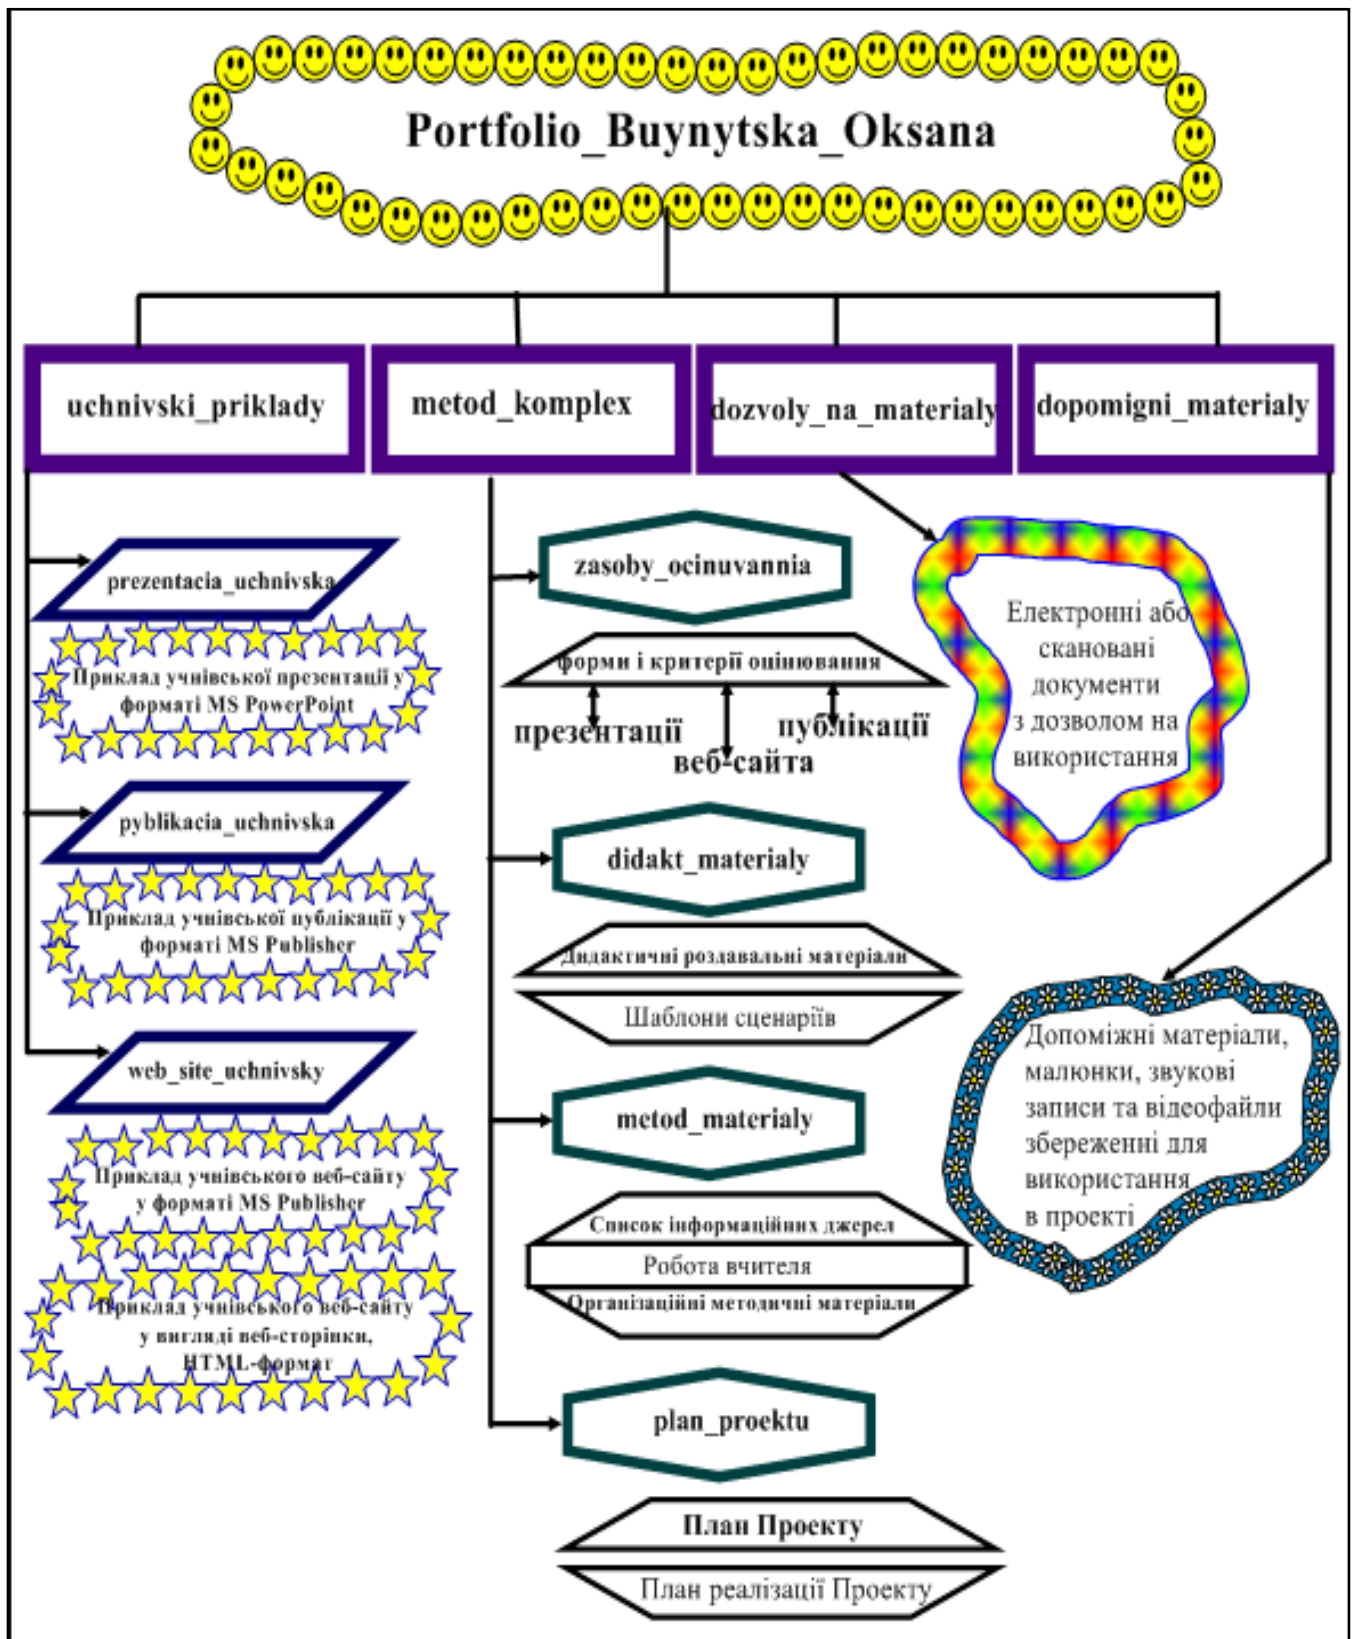 Portfolio_Buynytska_Oksana
uchnivski_priklady
metod_komplex
dozvoly_na_materialy
dopomigni_materialy
prezentacia_uchnivska
Приклад учнівської презентації у
форматі MS PowerPoint
pyblikacia_uchnivska
Приклад учнівської публікації у
форматі MS Publisher
web_site_uchnivsky
Приклад учнівського веб-сайту
у форматі MS Publisher
Приклад учнівського веб-сайту
у вигляді веб-сторінки,
HTML-формат
zasoby_ocinuvannia
форми і критерії оцінювання
презентації
веб-сайта
публікації
didakt_materialy
Дидактичні роздавальні матеріали
Шаблони сценаріїв
metod_materialy
Список інформаційних джерел
Робота вчителя
Організаційні методичні матеріали
plan_proektu
План Проекту
План реалізації Проекту
Електронні або
скановані
документи
з дозволом на
використання
Допоміжні матеріали,
малюнки, звукові
записи та відеофайли
збереженні для
використання
в проекті